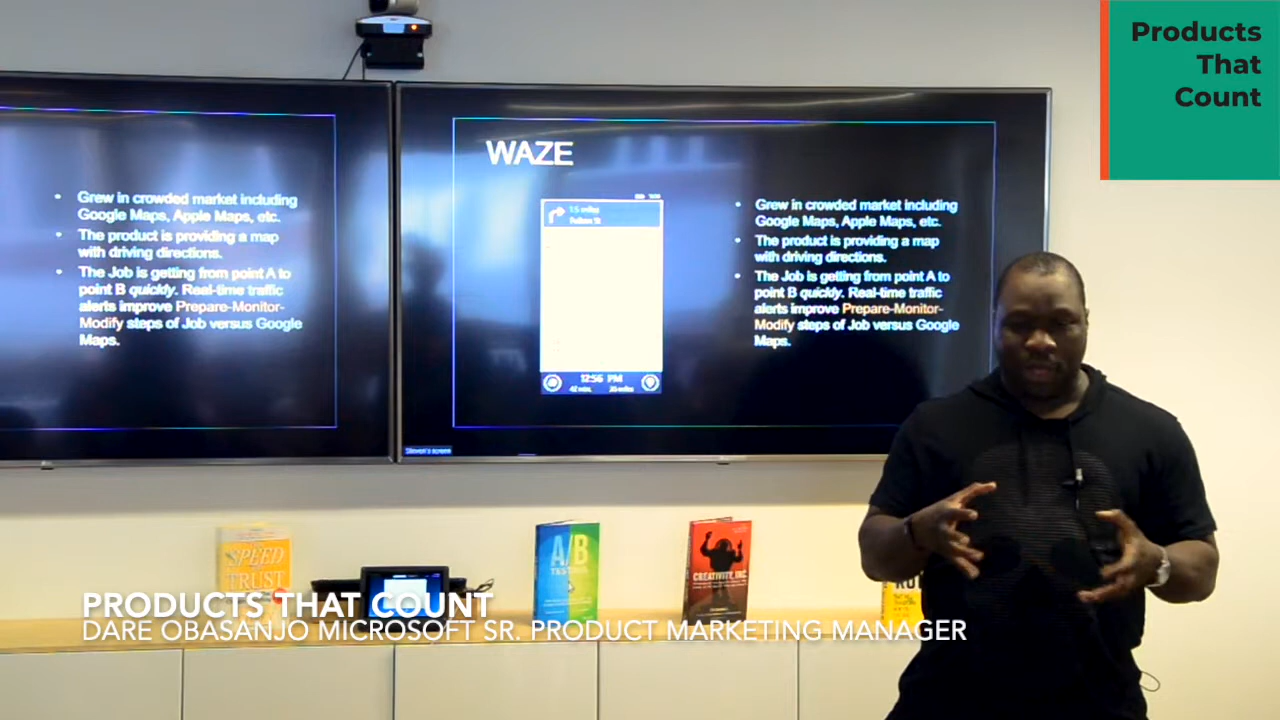 Products
That
Count
Grew in crowded market including
Google Maps, Apple Maps, etc.
The product is providing a map
with driving directions.
The Job is getting from point A to
point B quickly. Real-time traffic
alerts improve Prepare-Monitor-
Modify steps of Job versus Google
Maps.
WAZE
1.5 miles
12:56 PM
Grew in crowded market including
Google Maps, Apple Maps, etc.
The product is providing a map
with driving directions.
The Job is getting from point A to
point B quickly. Real-time traffic
alerts improve Prepare-Monitor-
Modify steps of Job versus Google
Maps.
Steven's screen
SPEED
TRUST
A/B
TESTING
CREATIVITY, INC.
PRODUCTS THAT COUNT
DARE OBASANJO MICROSOFT SR. PRODUCT MARKETING MANAGER